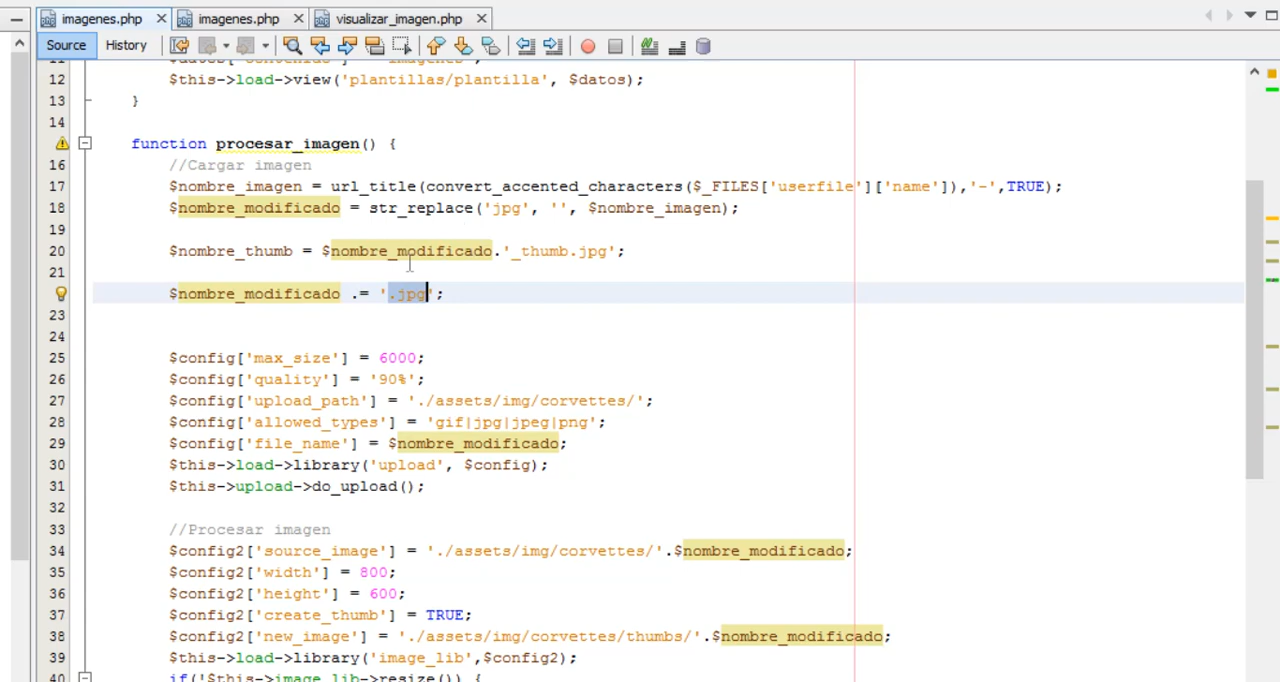 imagenes.php
imagenes.php
visualizar_imagen.php
Source
History
12 $this->load->view('plantillas/plantilla', $datos);
13 }
14
function procesar_imagen() {
16 //Cargar imagen
17 $nombre_imagen = url_title(convert_accented_characters($_FILES['userfile']['name']),'-',TRUE);
18 $nombre_modificado = str_replace('jpg', '', $nombre_imagen);
19
20 $nombre_thumb = $nombre_modificado.'_thumb.jpg';
21
$nombre_modificado .= '.jpg';
23
24
25 $config['max_size'] = 6000;
26 $config['quality'] = '90%';
27 $config['upload_path'] = './assets/img/corvettes/';
28 $config['allowed_types'] = 'gif|jpg|jpeg|png';
29 $config['file_name'] = $nombre_modificado;
30 $this->load->library('upload', $config);
31 $this->upload->do_upload();
32
33 //Procesar imagen
34 $config2['source_image'] = './assets/img/corvettes/'.$nombre_modificado;
35 $config2['width'] = 800;
36 $config2['height'] = 600;
37 $config2['create_thumb'] = TRUE;
38 $config2['new_image'] = './assets/img/corvettes/thumbs/'.$nombre_modificado;
39 $this->load->library('image_lib',$config2);
40 if(!$this->image_lib->resize()) {